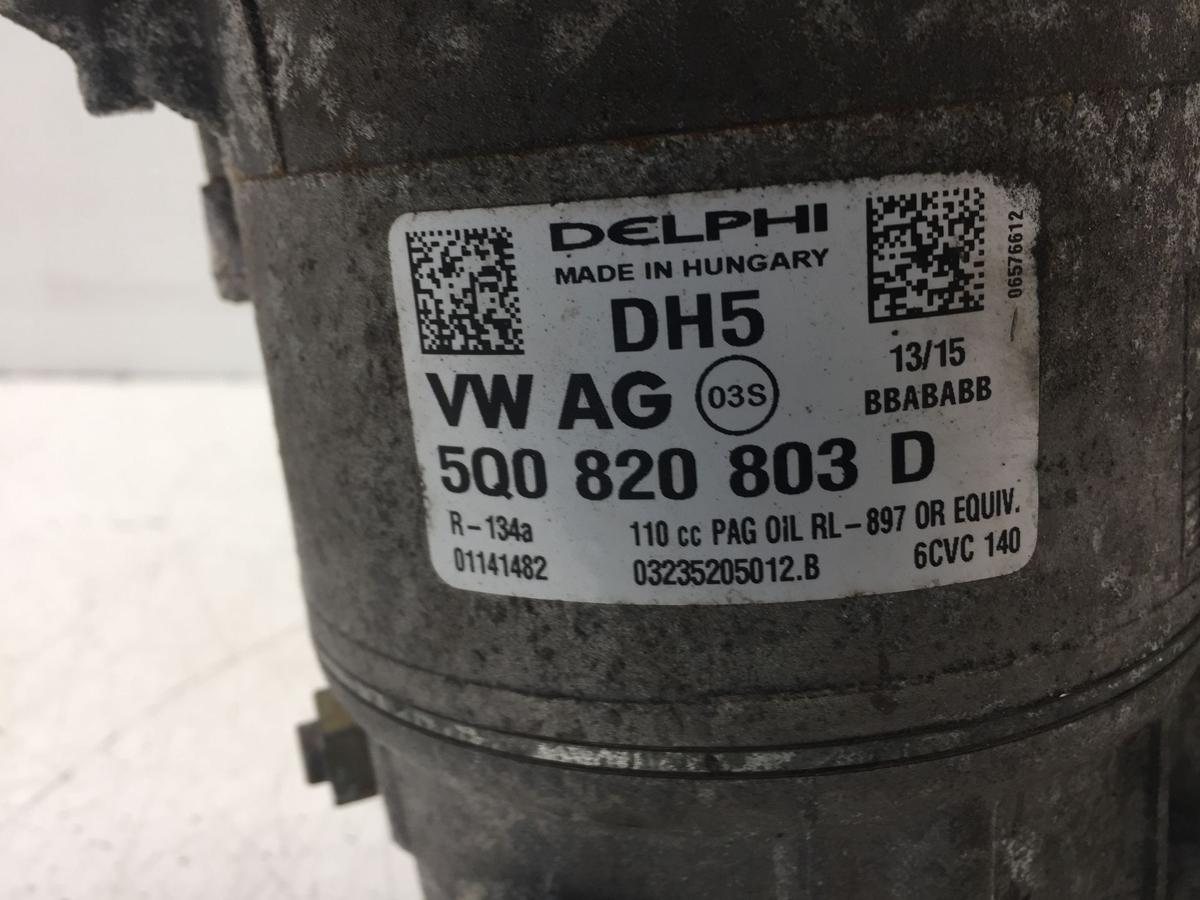 DELPHI
MADE IN HUNGARY
DH5
06576612
13/15
BBABABB
VW AG 03S
5Q0 820 803 D
R-134a 110 cc PAG OiL RL-897 OR EQUIV.
01141482 03235205012.B 6CVC 140